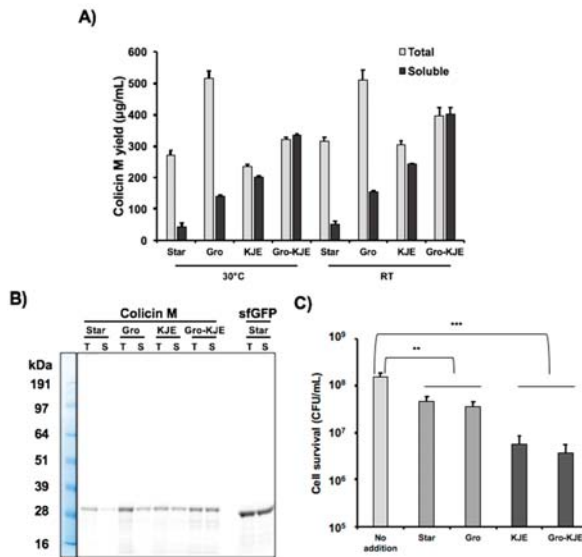 A)
Colicin M yield (µg/mL)
600
500
400
300
200
100
0
Total
Soluble
Star Gro KJE Gro-KJE Star Gro KJE Gro-KJE
30°C RT
B)
Colicin M sfGFP
Star Gro KJE Gro-KJE Star
T S T S T S T S T S
kDa
191
97
64
51
39
28
16
C)
Cell survival (CFU/mL)
10⁹
10⁸
10⁷
10⁶
10⁵
***
**
No addition Star Gro KJE Gro-KJE